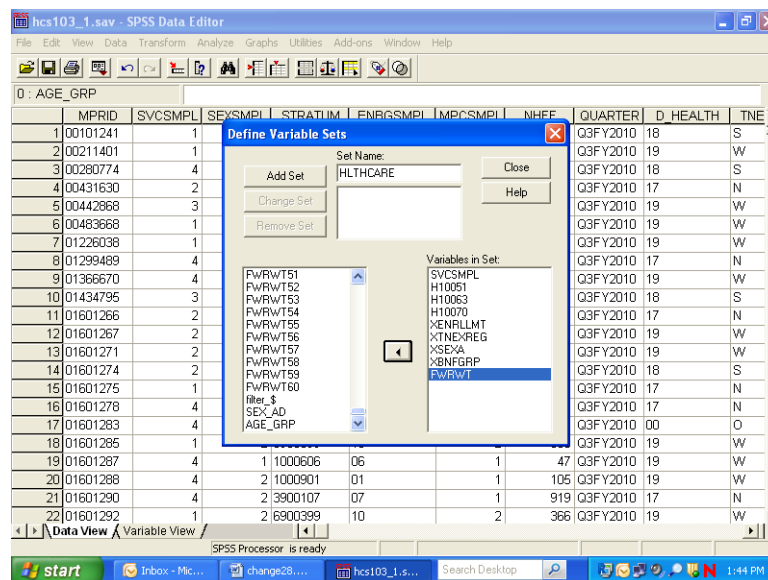 hcs103_1.sav - SPSS Data Editor
File Edit View Data Transform Analyze Graphs Utilities Add-ons Window Help
0 : AGE_GRP
MPRID SVCSMPL SEXSMPL STRATUM ENBGSMPL MPCSMPL NHFF QUARTER D_HEALTH TNE
Define Variable Sets
Set Name:
Add Set HLTHCARE Close
Change Set Help
Remove Set
Variables in Set:
FWRWT51
FWRWT52
FWRWT53
FWRWT54
FWRWT55
FWRWT56
FWRWT57
FWRWT58
FWRWT59
FWRWT60
filter_$
SEX_AD
AGE_GRP
SVCSMPL
H10051
H10063
H10070
XENRLLMT
XTNEXREG
XSEXA
XBNFGRP
FWRWT
1 00101241 1 Q3FY2010 18 S
2 00211401 1 Q3FY2010 19 W
3 00280774 4 Q3FY2010 18 S
4 00431630 2 Q3FY2010 17 N
5 00442868 3 Q3FY2010 19 W
6 00483668 1 Q3FY2010 19 W
7 01226038 1 Q3FY2010 19 W
8 01299489 4 Q3FY2010 17 N
9 01366670 4 Q3FY2010 19 W
10 01434795 3 Q3FY2010 18 S
11 01601266 2 Q3FY2010 17 N
12 01601267 2 Q3FY2010 19 W
13 01601271 2 Q3FY2010 19 W
14 01601274 2 Q3FY2010 18 S
15 01601275 1 Q3FY2010 17 N
16 01601278 4 Q3FY2010 17 N
17 01601283 4 Q3FY2010 00 O
18 01601285 1 Q3FY2010 19 W
19 01601287 4 1 1000606 06 1 47 Q3FY2010 19 W
20 01601288 4 2 1000901 01 1 105 Q3FY2010 19 W
21 01601290 4 2 3900107 07 1 919 Q3FY2010 17 N
22 01601292 1 2 6900399 10 2 366 Q3FY2010 19 W
Data View Variable View
SPSS Processor is ready
start Inbox - Mic... change28.... hcs103_1.s... Search Desktop 1:44 PM